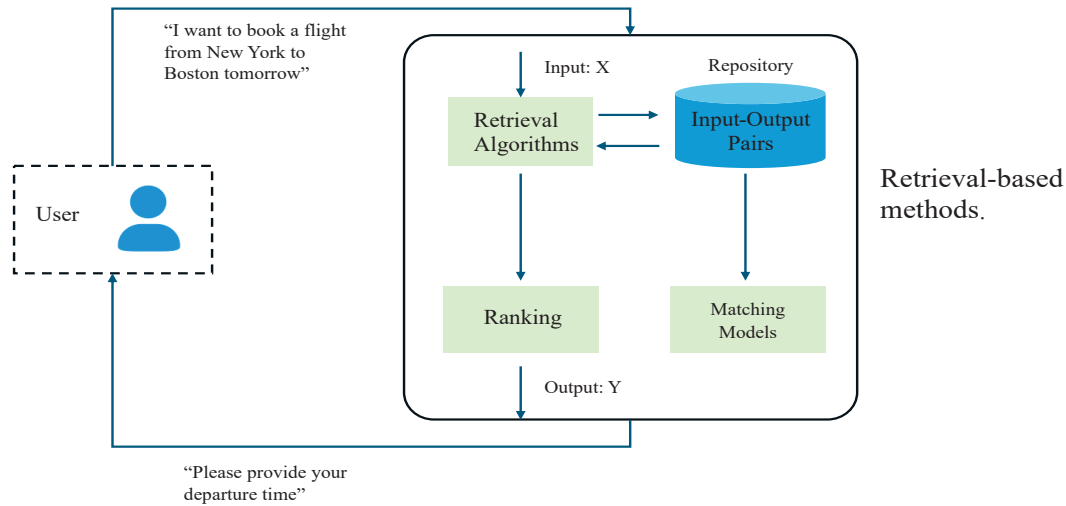 “I want to book a flight
from New York to
Boston tomorrow”
Input: X
Repository
Retrieval
Algorithms
Input-Output
Pairs
User
Retrieval-based
methods.
Ranking
Matching
Models
Output: Y
“Please provide your
departure time”